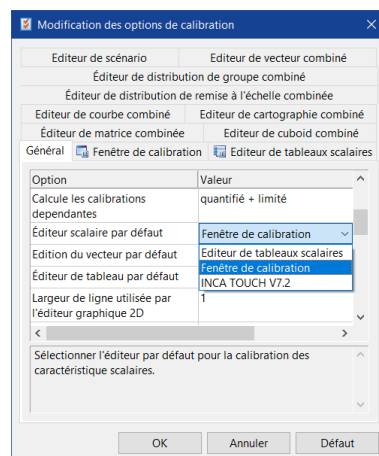 Modification des options de calibration
Editeur de scénario
Editeur de vecteur combiné
Éditeur de distribution de groupe combiné
Éditeur de distribution de remise à l'échelle combinée
Editeur de courbe combiné
Editeur de cartographie combiné
Éditeur de matrice combinée
Editeur de cuboid combiné
Général
Fenêtre de calibration
Editeur de tableaux scalaires
Option
Valeur
Calcule les calibrations
dependantes
quantifié + limité
Éditeur scalaire par défaut
Fenêtre de calibration
Edition du vecteur par défaut
Editeur de tableaux scalaires
Fenêtre de calibration
Éditeur de tableau par défaut
INCA TOUCH V7.2
Largeur de ligne utilisée par
l'éditeur graphique 2D
1
Sélectionner l'éditeur par défaut pour la calibration des
caractéristique scalaires.
OK
Annuler
Défaut